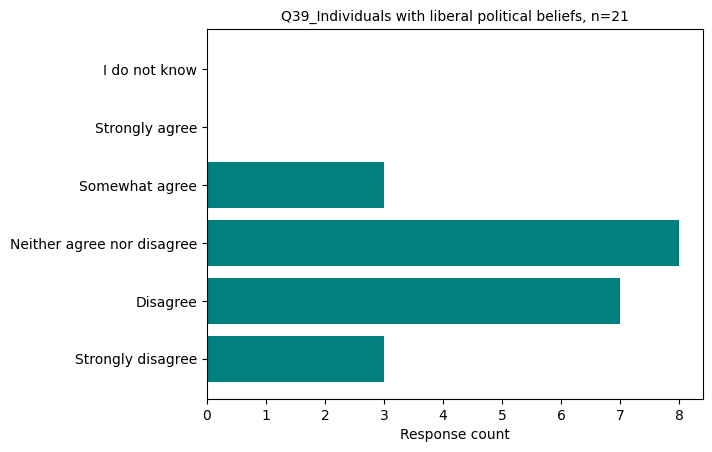 Q39_Individuals with liberal political beliefs, n=21
I do not know
Strongly agree
Somewhat agree
Neither agree nor disagree
Disagree
Strongly disagree
0 1 2 3 4 5 6 7 8
Response count